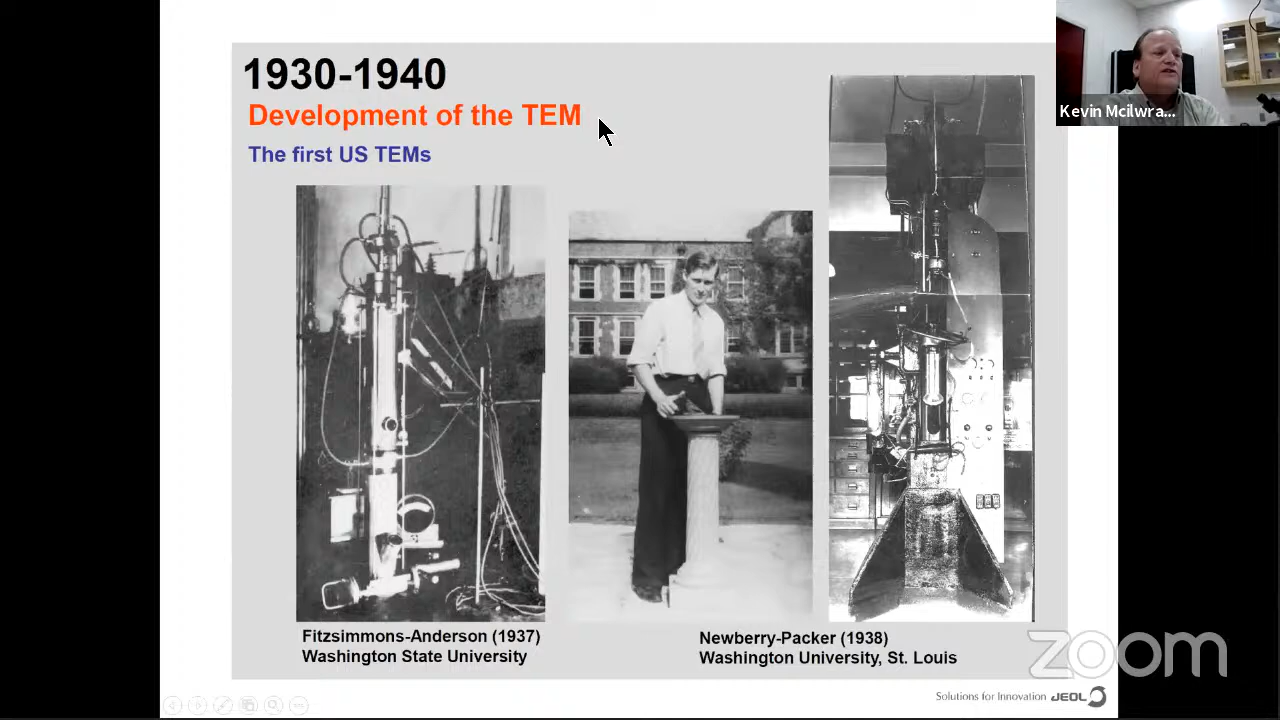 1930-1940
Development of the TEM
The first US TEMs
Kevin Mcilwra...
Fitzsimmons-Anderson (1937)
Washington State University
Newberry-Packer (1938)
Washington University, St. Louis
zoom
Solutions for Innovation JEOL